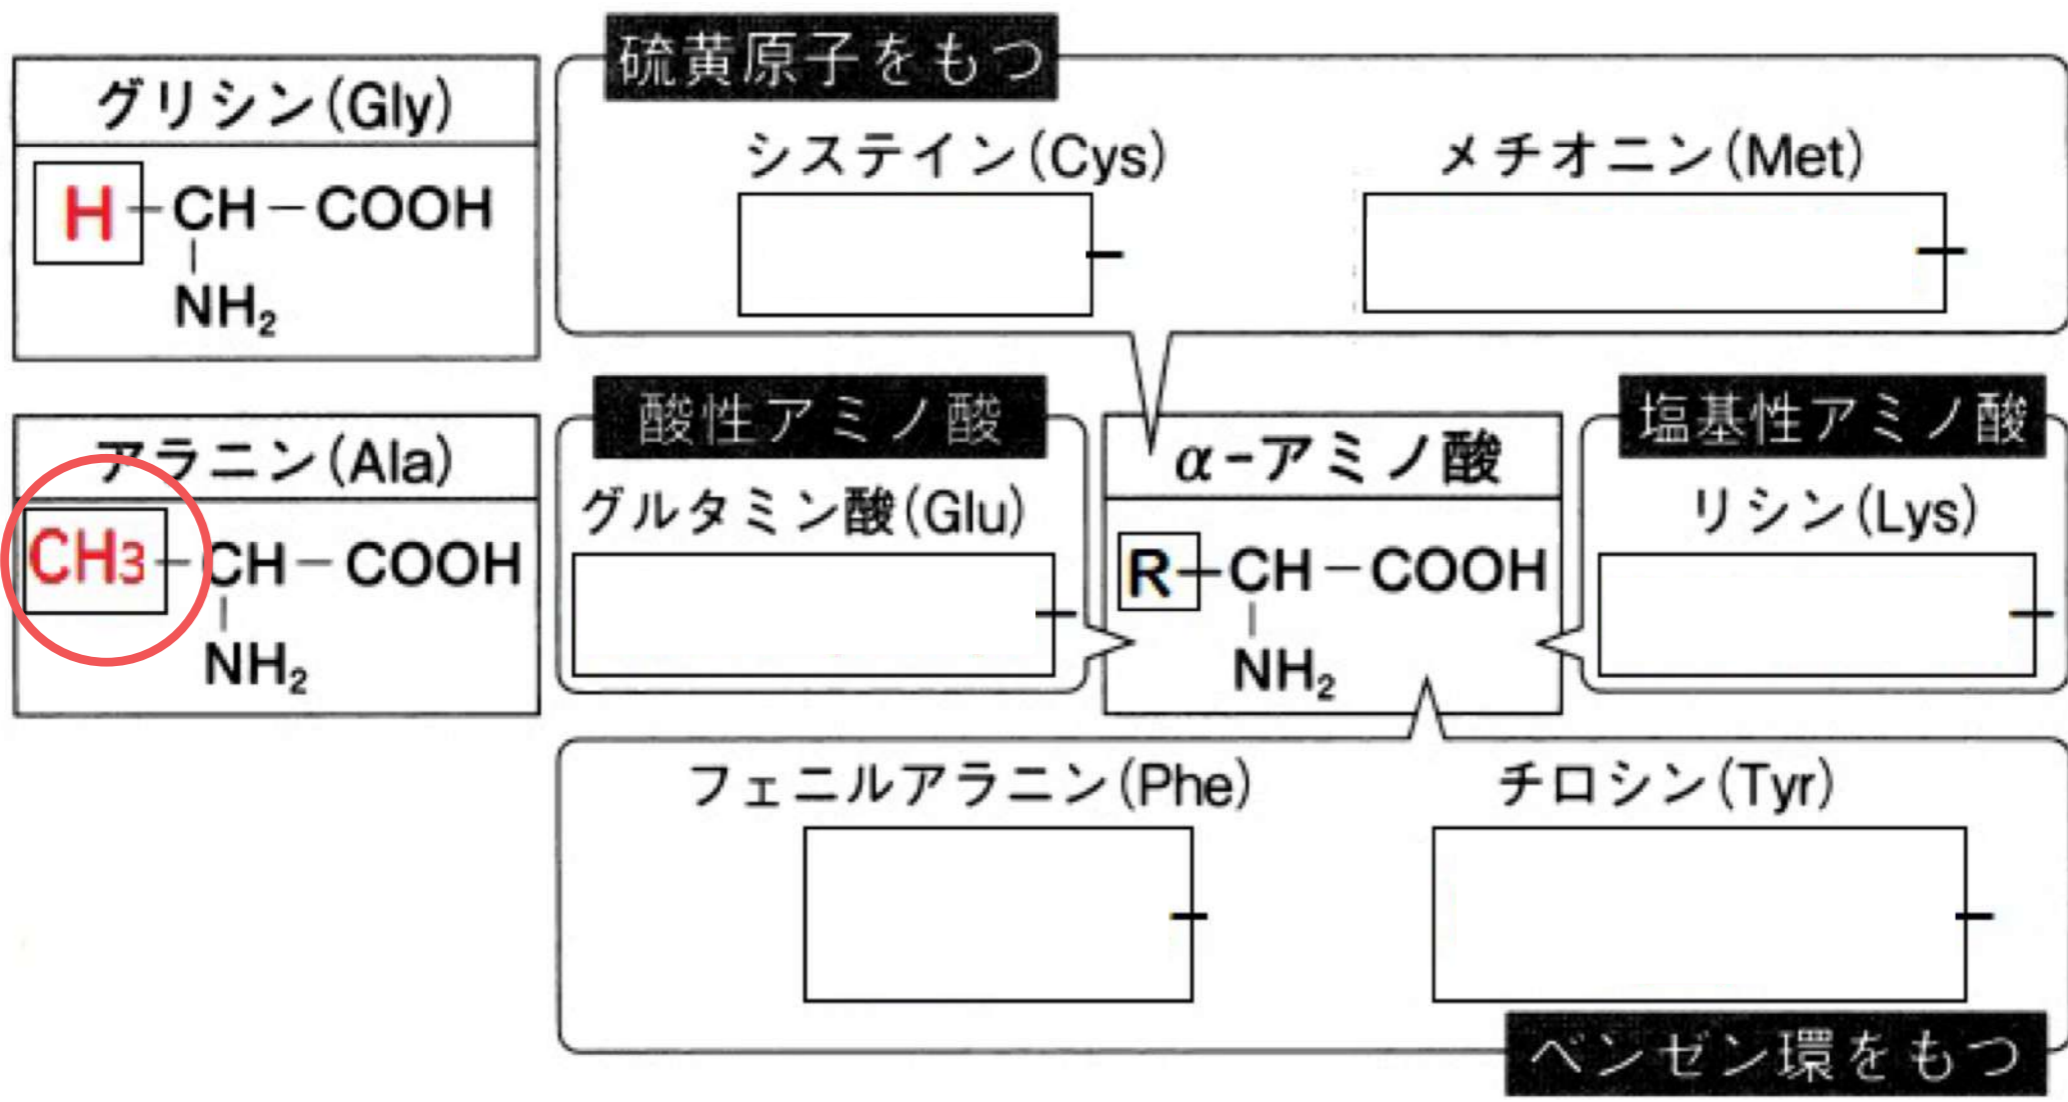 硫黄原子をもつ
グリシン(Gly)
H-CH-COOH
NH₂
システイン(Cys)
メチオニン(Met)
酸性アミノ酸
塩基性アミノ酸
アラニン(Ala)
CH3-CH-COOH
NH₂
グルタミン酸(Glu)
α-アミノ酸
R-CH-COOH
NH₂
リシン(Lys)
フェニルアラニン(Phe)
チロシン(Tyr)
ベンゼン環をもつ